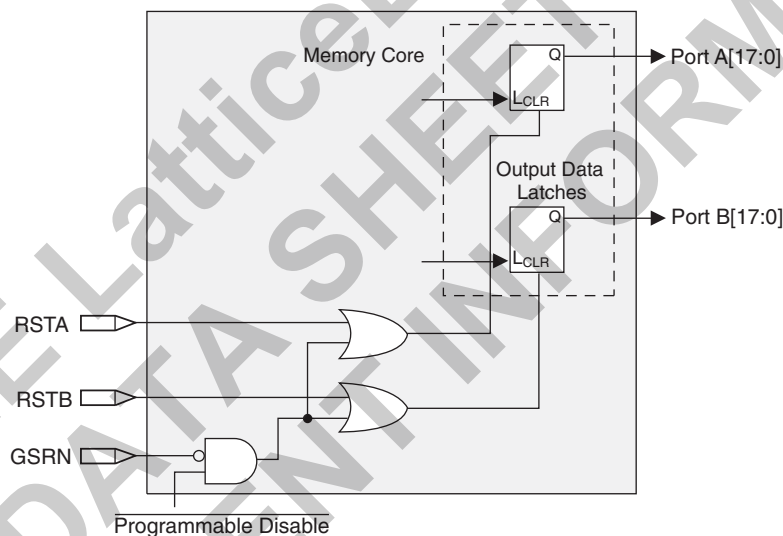 Memory Core
Q
Port A[17:0]
LCLR
Output Data
Latches
Q
Port B[17:0]
LCLR
RSTA
RSTB
GSRN
Programmable Disable